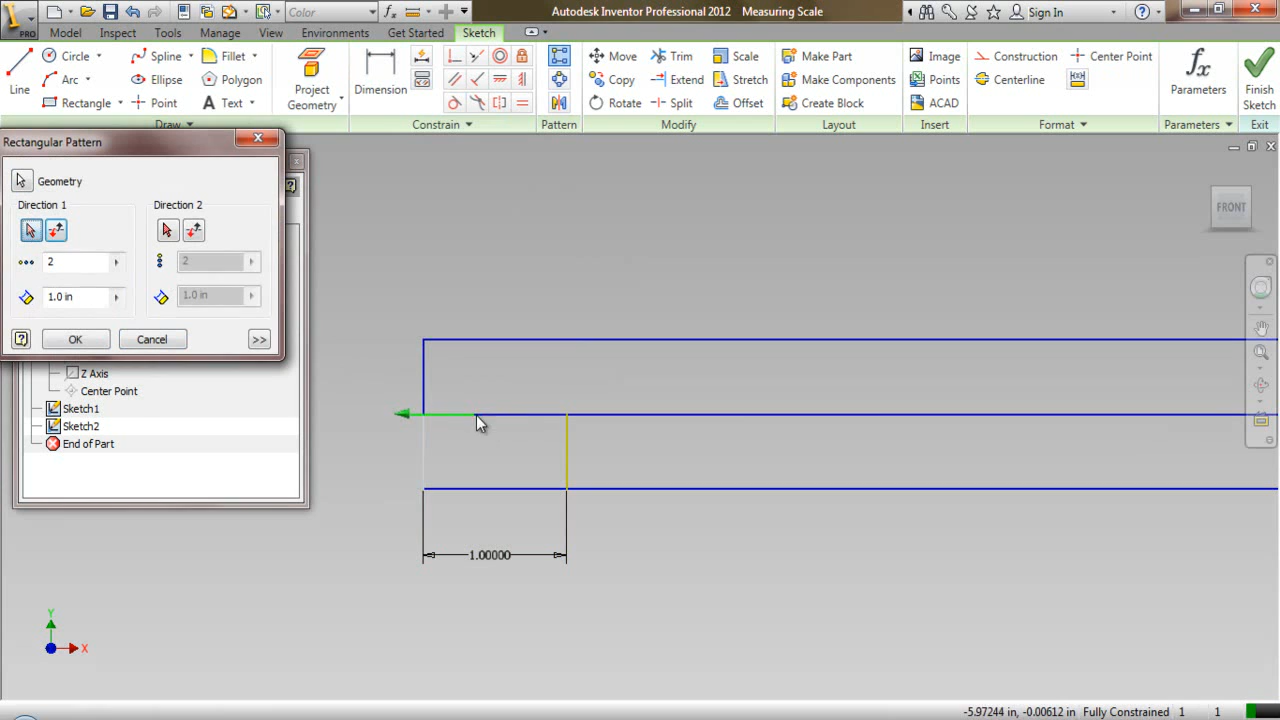 Color
Autodesk Inventor Professional 2012 Measuring Scale
Sign In
PRO
Model Inspect Tools Manage View Environments Get Started Sketch
Line
Circle
Arc
Rectangle
Spline
Ellipse
Point
Fillet
Polygon
Text
Draw
Project
Geometry
Dimension
Constrain
Pattern
Move
Copy
Rotate
Trim
Extend
Split
Scale
Stretch
Offset
Modify
Make Part
Make Components
Create Block
Layout
Image
Points
ACAD
Insert
Construction
Centerline
Center Point
Format
Parameters
Parameters
Finish
Sketch
Exit
Rectangular Pattern
Geometry
Direction 1
Direction 2
2
2
1.0 in
1.0 in
OK
Cancel
>>
Z Axis
Center Point
Sketch1
Sketch2
End of Part
FRONT
1.00000
Y
X
-5.97244 in, -0.00612 in Fully Constrained 1 1